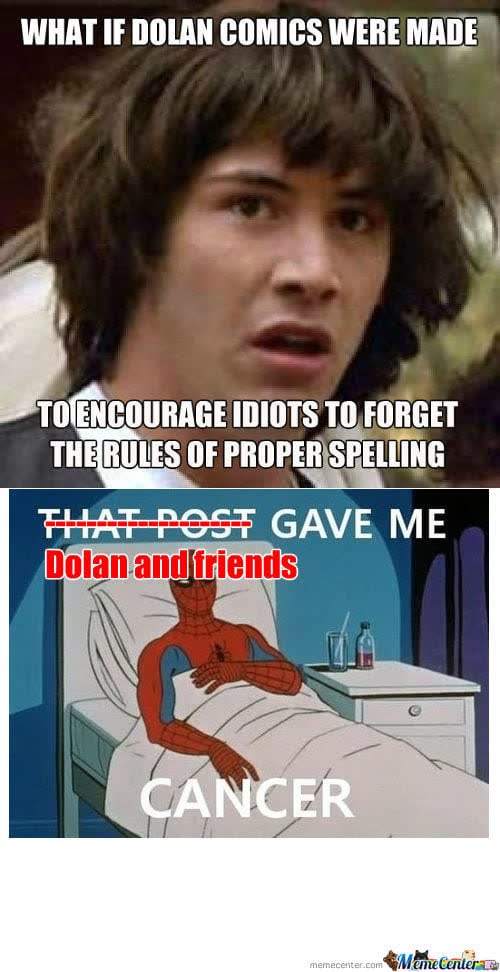 WHAT IF DOLAN COMICS WERE MADE
TO ENCOURAGE IDIOTS TO FORGET
THE RULES OF PROPER SPELLING
THAT POST GAVE ME
Dolan and friends
CANCER
memecenter.com MemeCenter